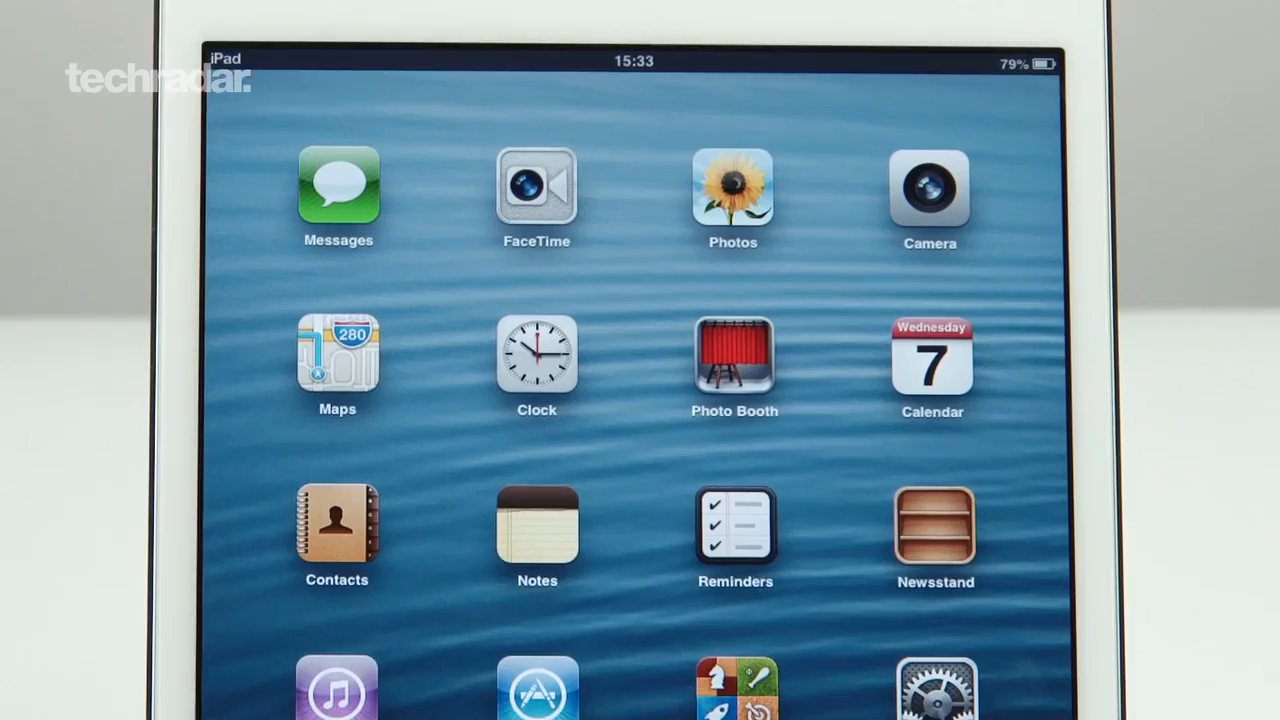 iPad 15:33 79%
techradar.
Messages FaceTime Photos Camera
280 Wednesday
7
Maps Clock Photo Booth Calendar
Contacts Notes Reminders Newsstand